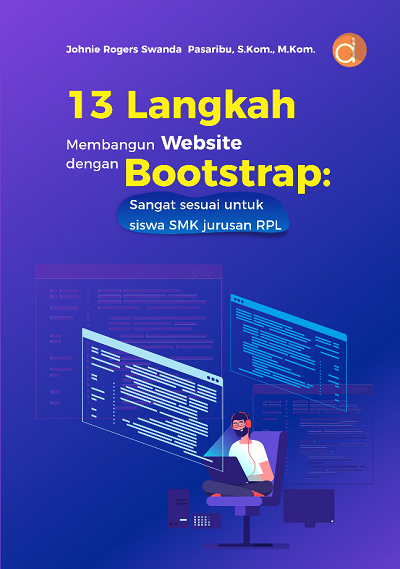 Johnie Rogers Swanda Pasaribu, S.Kom., M.Kom.
13 Langkah
Membangun Website
dengan Bootstrap:
Sangat sesuai untuk
siswa SMK jurusan RPL